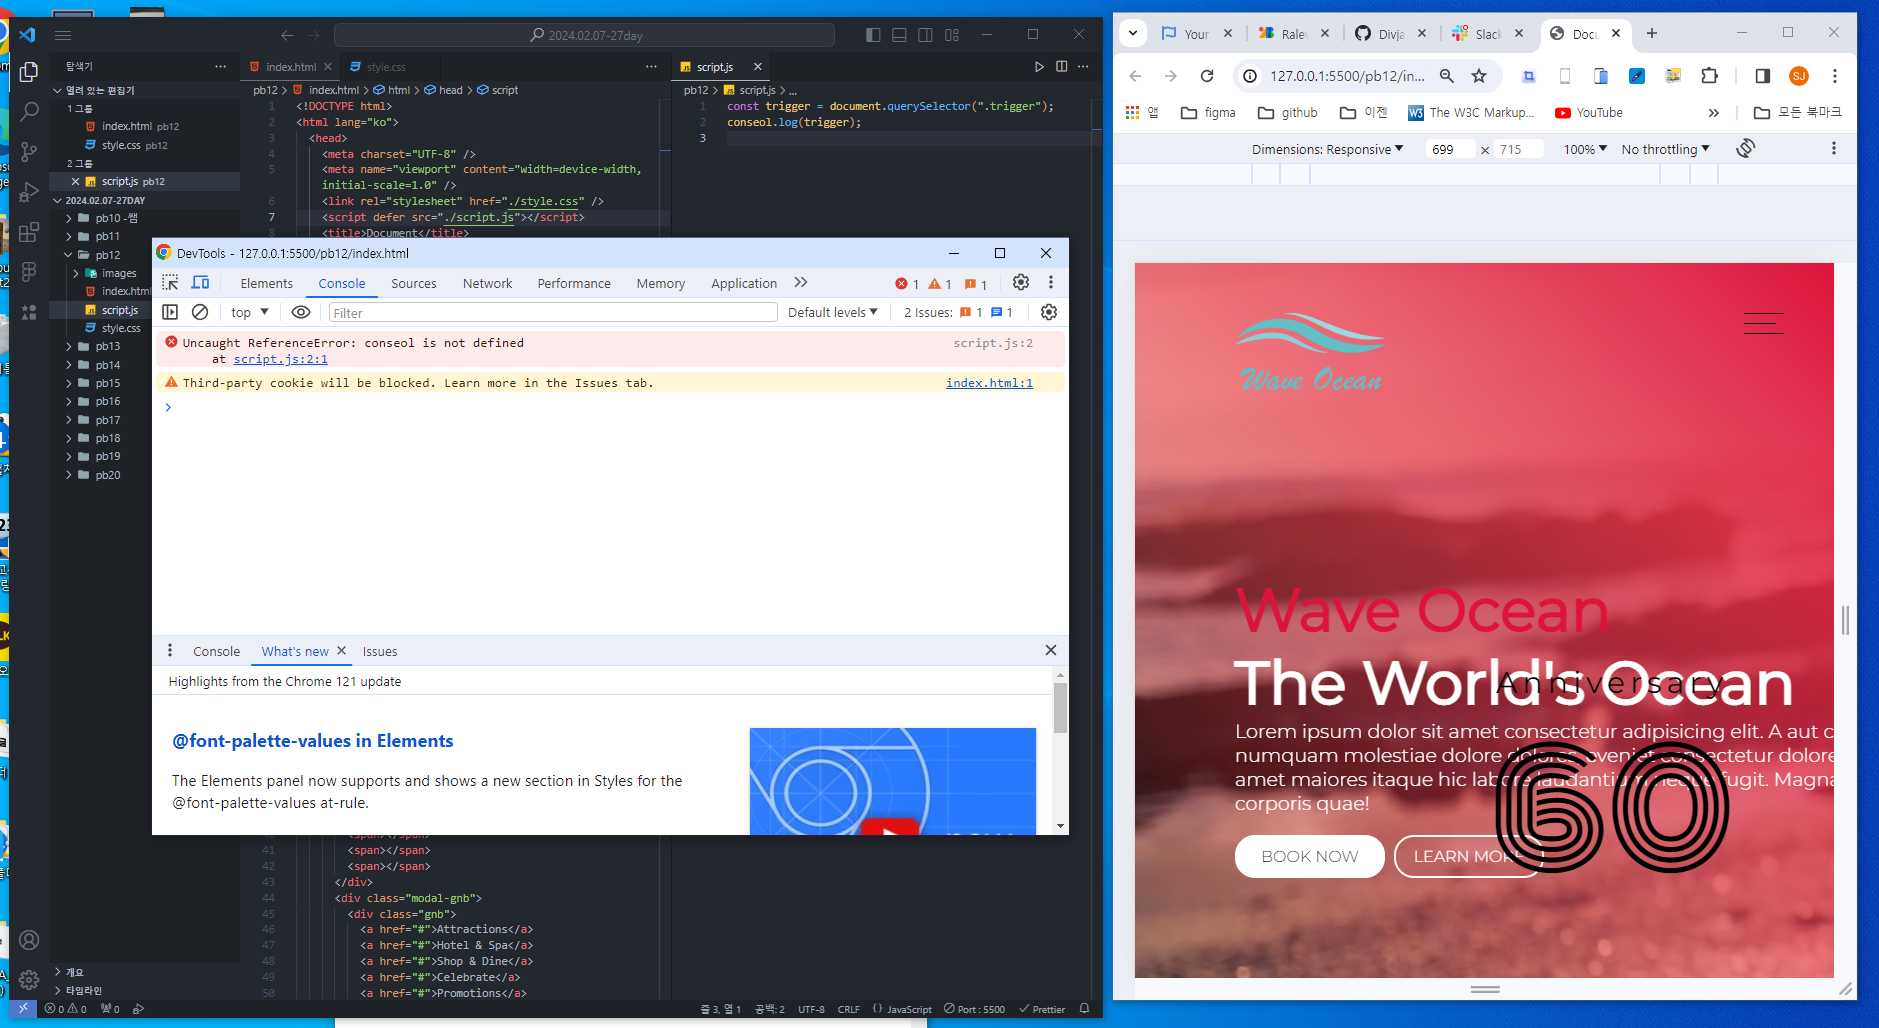 2024.02.07-27day
탐색기
index.html
style.css
script.js
열려 있는 편집기
1 그룹
index.html pb12
style.css pb12
2 그룹
script.js pb12
2024.02.07-27DAY
pb10 -쌤
pb11
pb12
images
index.html
script.js
style.css
pb13
pb14
pb15
pb16
pb17
pb18
pb19
pb20
개요
타임라인
pb12 > index.html > html > head > script
1 <!DOCTYPE html>
2 <html lang="ko">
3 <head>
4 <meta charset="UTF-8" />
5 <meta name="viewport" content="width=device-width,
initial-scale=1.0" />
6 <link rel="stylesheet" href="./style.css" />
7 <script defer src="./script.js"></script>
8 <title>Document</title>
pb12 > script.js > ...
1 const trigger = document.querySelector(".trigger");
2 conseol.log(trigger);
3
DevTools - 127.0.0.1:5500/pb12/index.html
Elements
Console
Sources
Network
Performance
Memory
Application
1
1
1
top
Filter
Default levels
2 Issues:
1
1
Uncaught ReferenceError: conseol is not defined
script.js:2
at script.js:2:1
Third-party cookie will be blocked. Learn more in the Issues tab.
index.html:1
Console
What's new
Issues
Highlights from the Chrome 121 update
@font-palette-values in Elements
The Elements panel now supports and shows a new section in Styles for the
@font-palette-values at-rule.
<span></span>
41 <span></span>
42 <span></span>
43 </div>
44 <div class="modal-gnb">
45 <div class="gnb">
46 <a href="#">Attractions</a>
47 <a href="#">Hotel & Spa</a>
48 <a href="#">Shop & Dine</a>
49 <a href="#">Celebrate</a>
50 <a href="#">Promotions</a>
0 0
0
줄 3, 열 1
공백: 2
UTF-8
CRLF
{ } JavaScript
Port : 5500
Prettier
Your
Ralev
Divja
Slack
Docu
127.0.0.1:5500/pb12/in...
SJ
앱
figma
github
이젠
W3
The W3C Markup...
YouTube
모든 북마크
Dimensions: Responsive
699 × 715
100%
No throttling
Wave Ocean
Wave Ocean
The World's Ocean
Anniversary
Lorem ipsum dolor sit amet consectetur adipisicing elit. A aut c
numquam molestiae dolore dolores eveniet consectetur dolore
amet maiores itaque hic labore laudantium neque fugit. Magna
corporis quae!
60
BOOK NOW
LEARN MORE